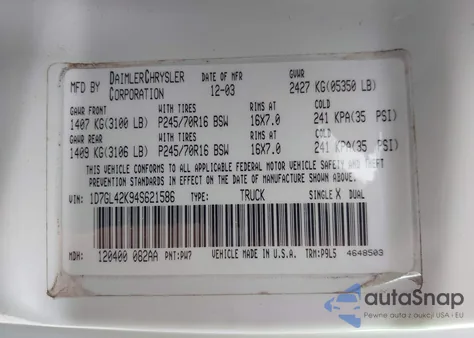 MFD BY DAIMLERCHRYSLER CORPORATION DATE OF MFR 12-03 GVWR 2427 KG(05350 LB)
GAWR FRONT WITH TIRES RIMS AT COLD
1407 KG(3100 LB) P245/70R16 BSW 16X7.0 241 KPA(35 PSI)
GAWR REAR WITH TIRES RIMS AT COLD
1409 KG(3106 LB) P245/70R16 BSW 16X7.0 241 KPA(35 PSI)
THIS VEHICLE CONFORMS TO ALL APPLICABLE FEDERAL MOTOR VEHICLE SAFETY AND THEFT
PREVENTION STANDARDS IN EFFECT ON THE DATE OF MANUFACTURE SHOWN ABOVE.
VIN: 1D7GL42K94S621586 TYPE: TRUCK SINGLE X DUAL
MDH: 120400 082AA PNT:PW7 VEHICLE MADE IN U.S.A. TRM:P9L5 4648503
autoSnap
Pewne auta z aukcji USA - EU